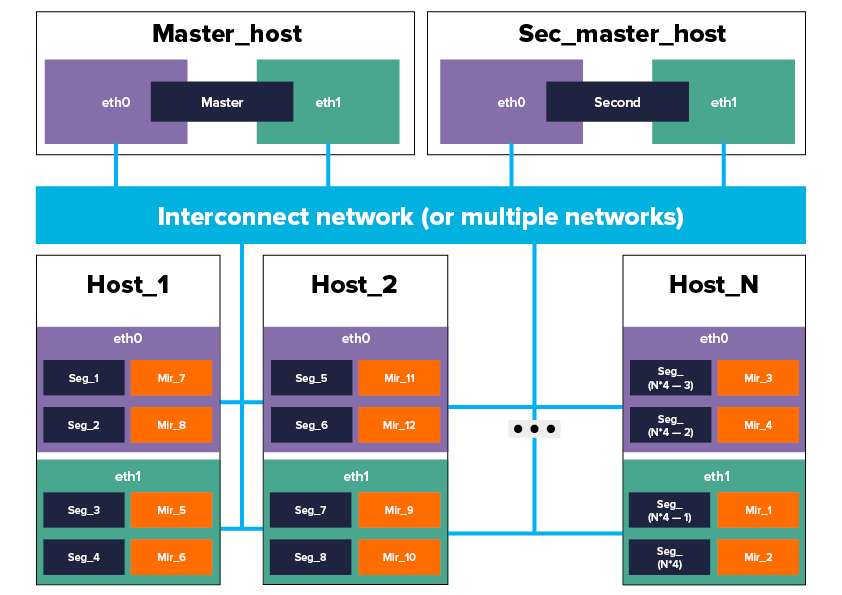 Master_host
Sec_master_host
eth0
Master
eth1
eth0
Second
eth1
Interconnect network (or multiple networks)
Host_1
eth0
Seg_1
Mir_7
Seg_2
Mir_8
eth1
Seg_3
Mir_5
Seg_4
Mir_6
Host_2
eth0
Seg_5
Mir_11
Seg_6
Mir_12
eth1
Seg_7
Mir_9
Seg_8
Mir_10
Host_N
eth0
Seg_
(N*4 — 3)
Mir_3
Seg_
(N*4 — 2)
Mir_4
eth1
Seg_
(N*4 — 1)
Mir_1
Seg_
(N*4)
Mir_2